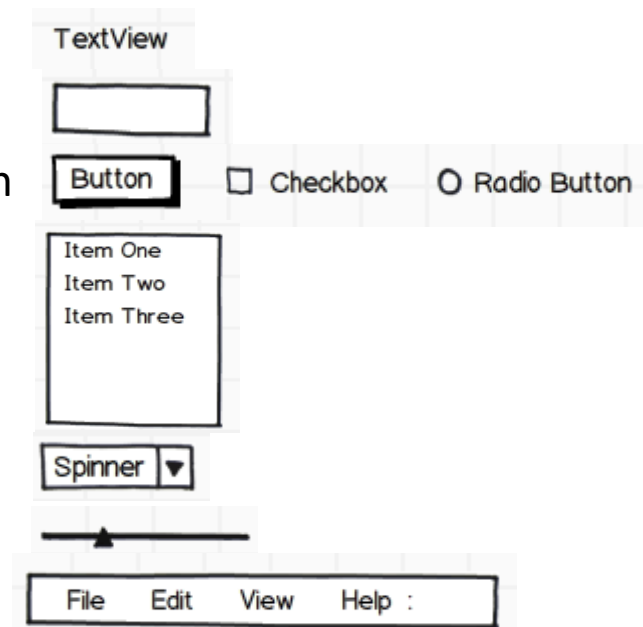 TextView
n Button Checkbox Radio Button
Item One
Item Two
Item Three
Spinner
File Edit View Help :